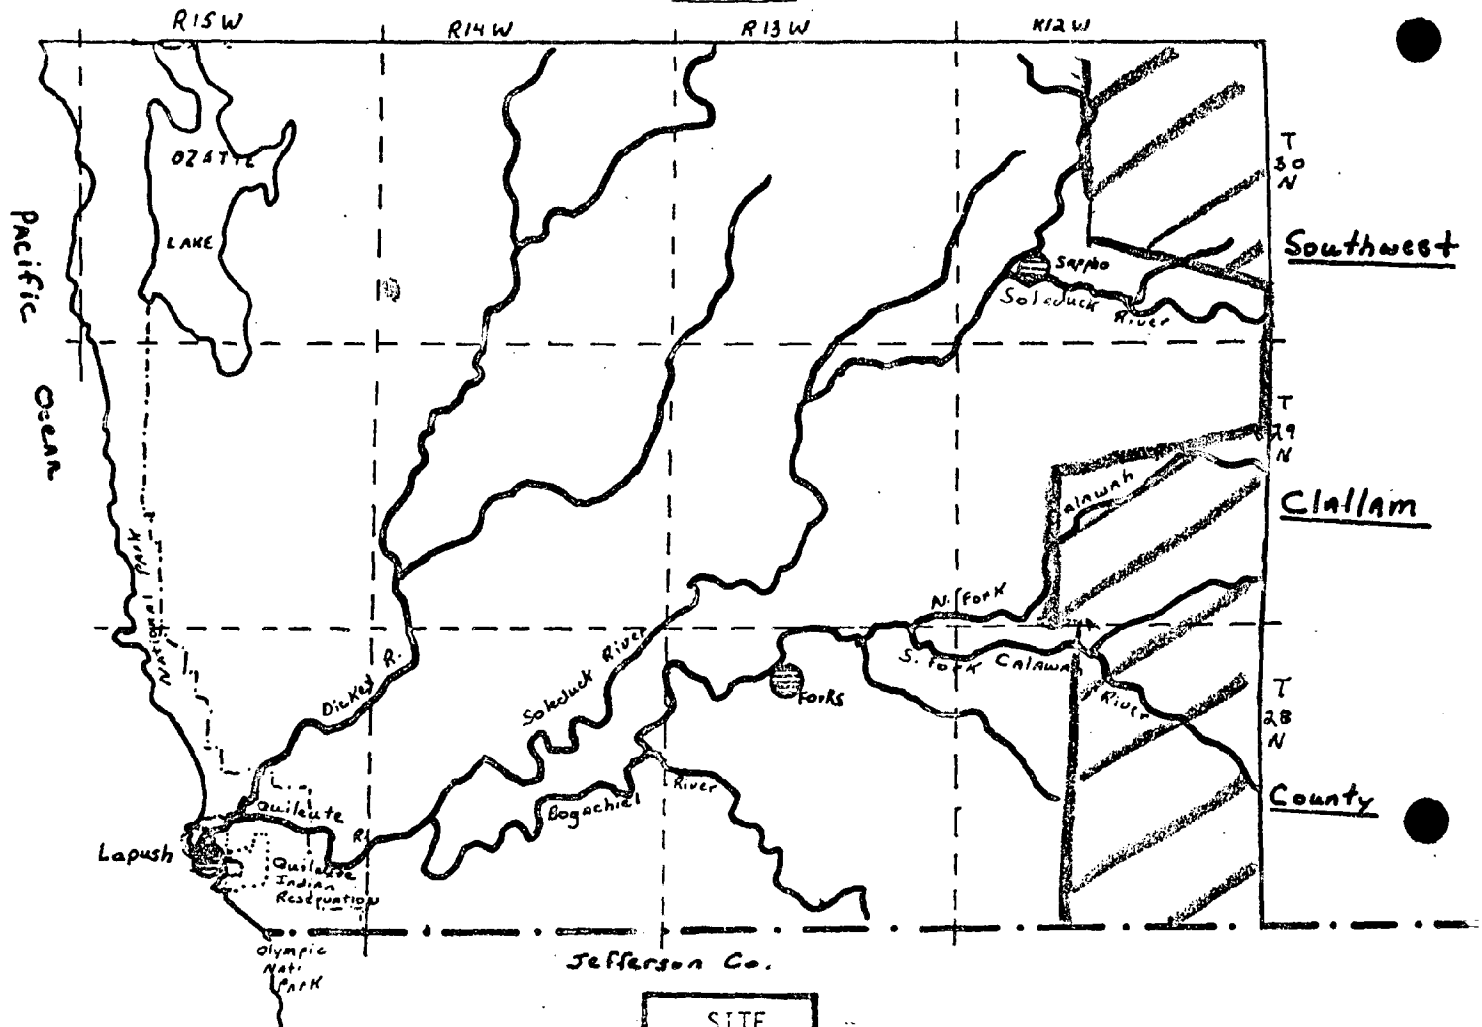 R15W
R14W
R13W
R12W
OZATTE
LAKE
Pacific
Ocean
T
30
N
Southwest
Sappho
Soleduck
River
T
29
N
Clallam
alawah
NATIONAL PARK
N. Fork
S. Fork CALAWAH
River
T
28
N
Dickey R.
Soleduck River
Forks
River
Bogachiel
County
Quileute
R.
Lapush
Quileute
Indian
Reservation
Olympic
NAT.
PARK
Jefferson Co.
SITE